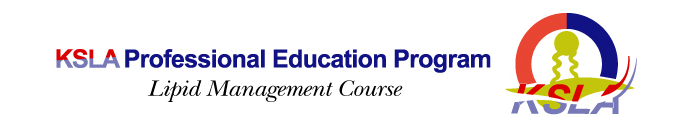 KSLA Professional Education Program
Lipid Management Course
KSLA